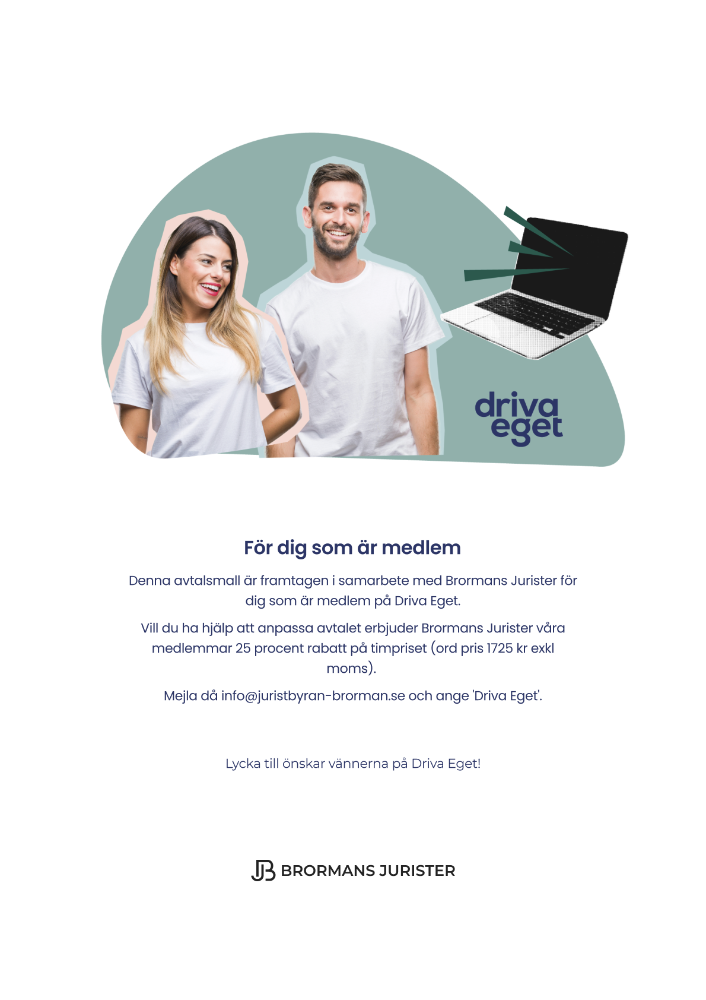 driva
eget
För dig som är medlem
Denna avtalsmall är framtagen i samarbete med Brormans Jurister för
dig som är medlem på Driva Eget.
Vill du ha hjälp att anpassa avtalet erbjuder Brormans Jurister våra
medlemmar 25 procent rabatt på timpriset (ord pris 1725 kr exkl
moms).
Mejla då info@juristbyran-brorman.se och ange 'Driva Eget'.
Lycka till önskar vännerna på Driva Eget!
JB BRORMANS JURISTER